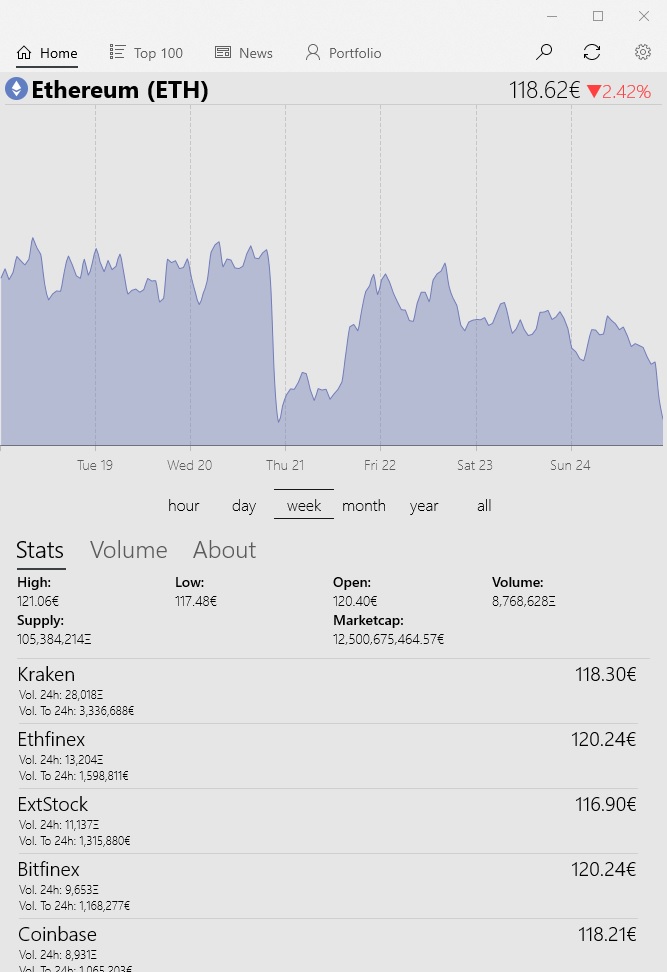 Home Top 100 News Portfolio
Ethereum (ETH) 118.62€ ▼2.42%
Tue 19 Wed 20 Thu 21 Fri 22 Sat 23 Sun 24
hour day week month year all
Stats Volume About
High: Low: Open: Volume:
121.06€ 117.48€ 120.40€ 8,768,628Ξ
Supply: Marketcap:
105,384,214Ξ 12,500,675,464.57€
Kraken 118.30€
Vol. 24h: 28,018Ξ
Vol. To 24h: 3,336,688€
Ethfinex 120.24€
Vol. 24h: 13,204Ξ
Vol. To 24h: 1,598,811€
ExtStock 116.90€
Vol. 24h: 11,137Ξ
Vol. To 24h: 1,315,880€
Bitfinex 120.24€
Vol. 24h: 9,653Ξ
Vol. To 24h: 1,168,277€
Coinbase 118.21€
Vol. 24h: 8,931Ξ
Vol. To 24h: 1,065,203€